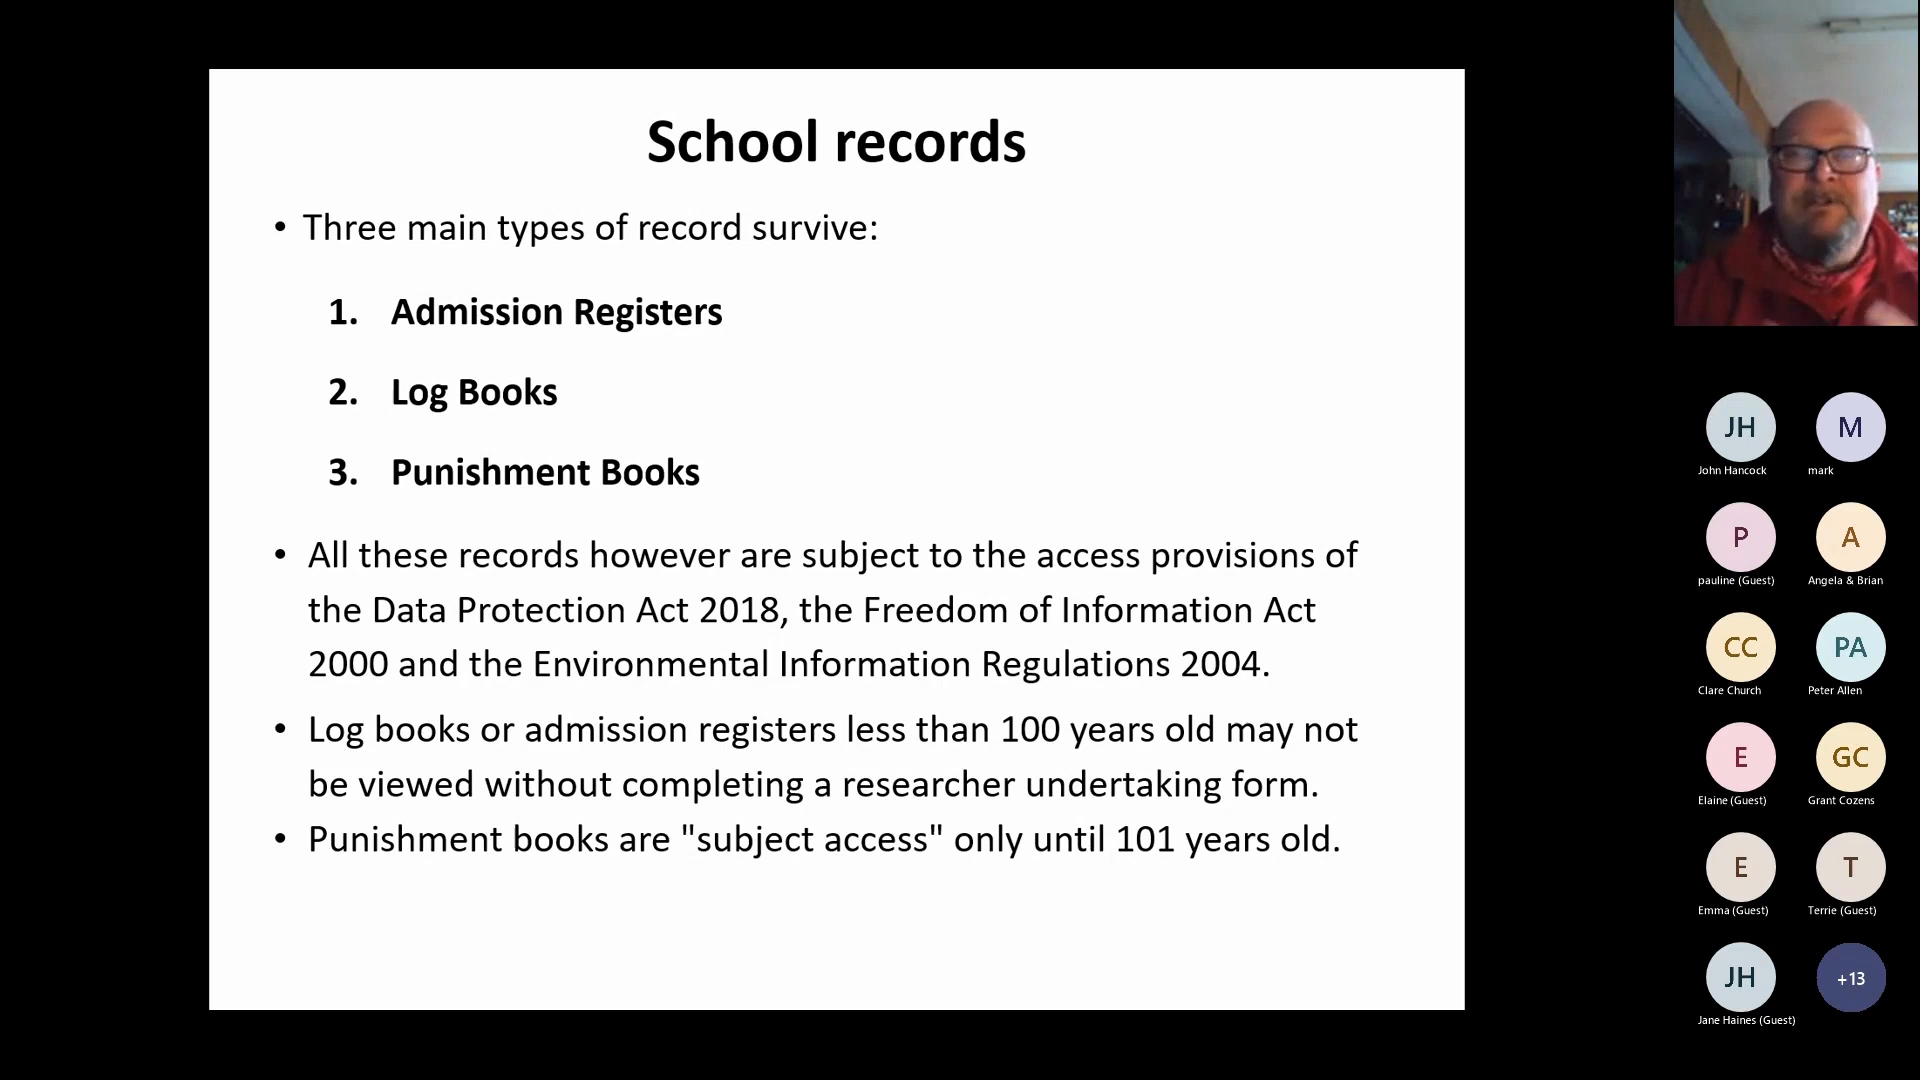 School records
• Three main types of record survive:
1. Admission Registers
2. Log Books
3. Punishment Books
• All these records however are subject to the access provisions of
the Data Protection Act 2018, the Freedom of Information Act
2000 and the Environmental Information Regulations 2004.
• Log books or admission registers less than 100 years old may not
be viewed without completing a researcher undertaking form.
• Punishment books are "subject access" only until 101 years old.
JH M
John Hancock mark
P A
pauline (Guest) Angela & Brian
CC PA
Clare Church Peter Allen
E GC
Elaine (Guest) Grant Cozens
E T
Emma (Guest) Terrie (Guest)
JH +13
Jane Haines (Guest)